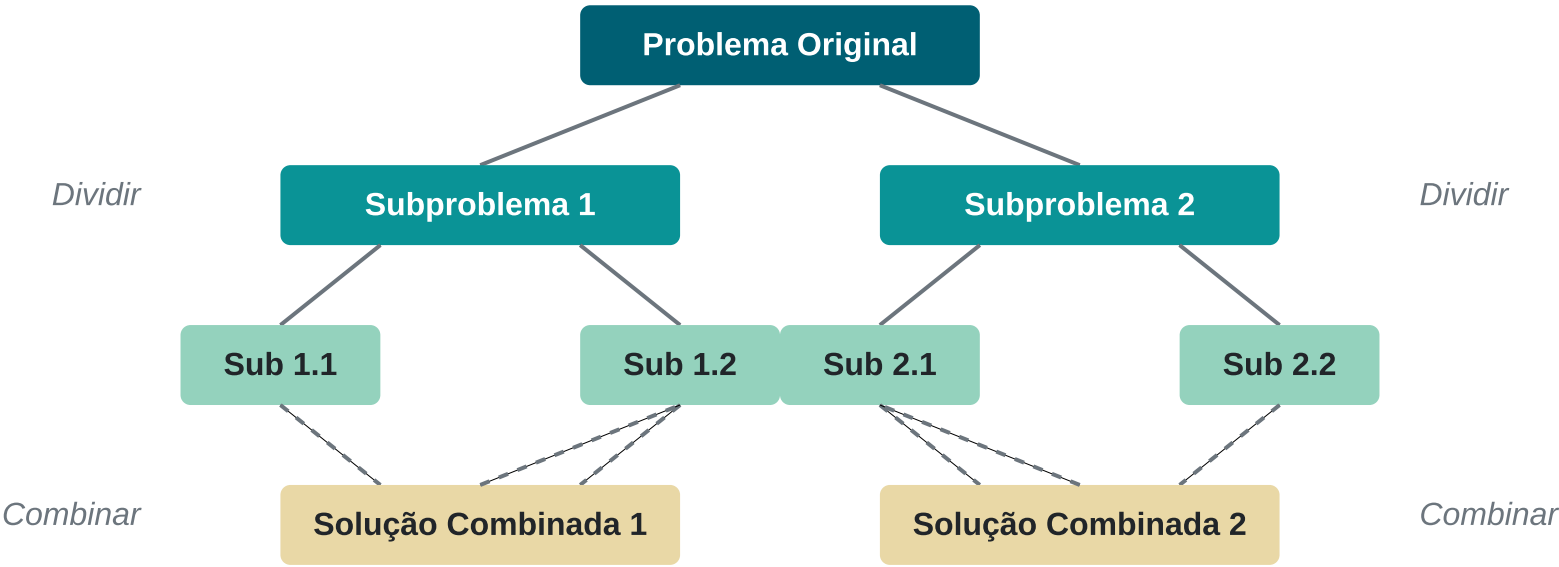 Problema Original
Dividir
Subproblema 1
Subproblema 2
Dividir
Sub 1.1
Sub 1.2
Sub 2.1
Sub 2.2
Combinar
Solução Combinada 1
Solução Combinada 2
Combinar